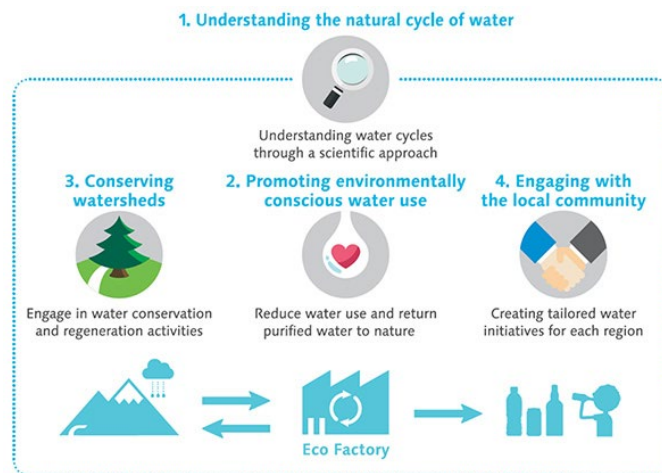 1. Understanding the natural cycle of water
Understanding water cycles
through a scientific approach
3. Conserving
watersheds
Engage in water conservation
and regeneration activities
2. Promoting environmentally
conscious water use
Reduce water use and return
purified water to nature
4. Engaging with
the local community
Creating tailored water
initiatives for each region
Eco Factory